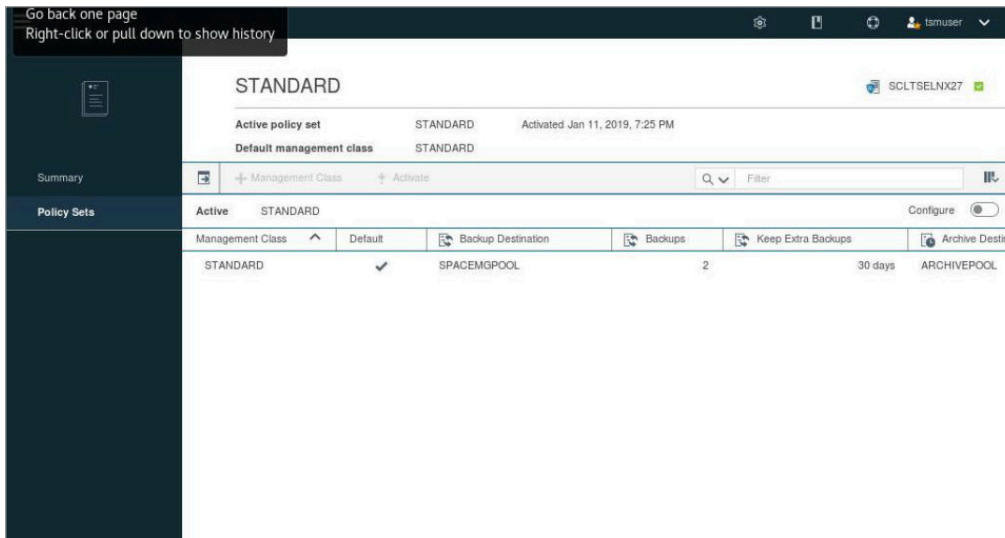 Go back one page
Right-click or pull down to show history
tsmuser
STANDARD
SCLTSELNX27
Active policy set STANDARD Activated Jan 11, 2019, 7:25 PM
Default management class STANDARD
Summary
Management Class Activate Filter
Policy Sets
Active STANDARD Configure
Management Class Default Backup Destination Backups Keep Extra Backups Archive Desti
STANDARD SPACEMGPOOL 2 30 days ARCHIVEPOOL